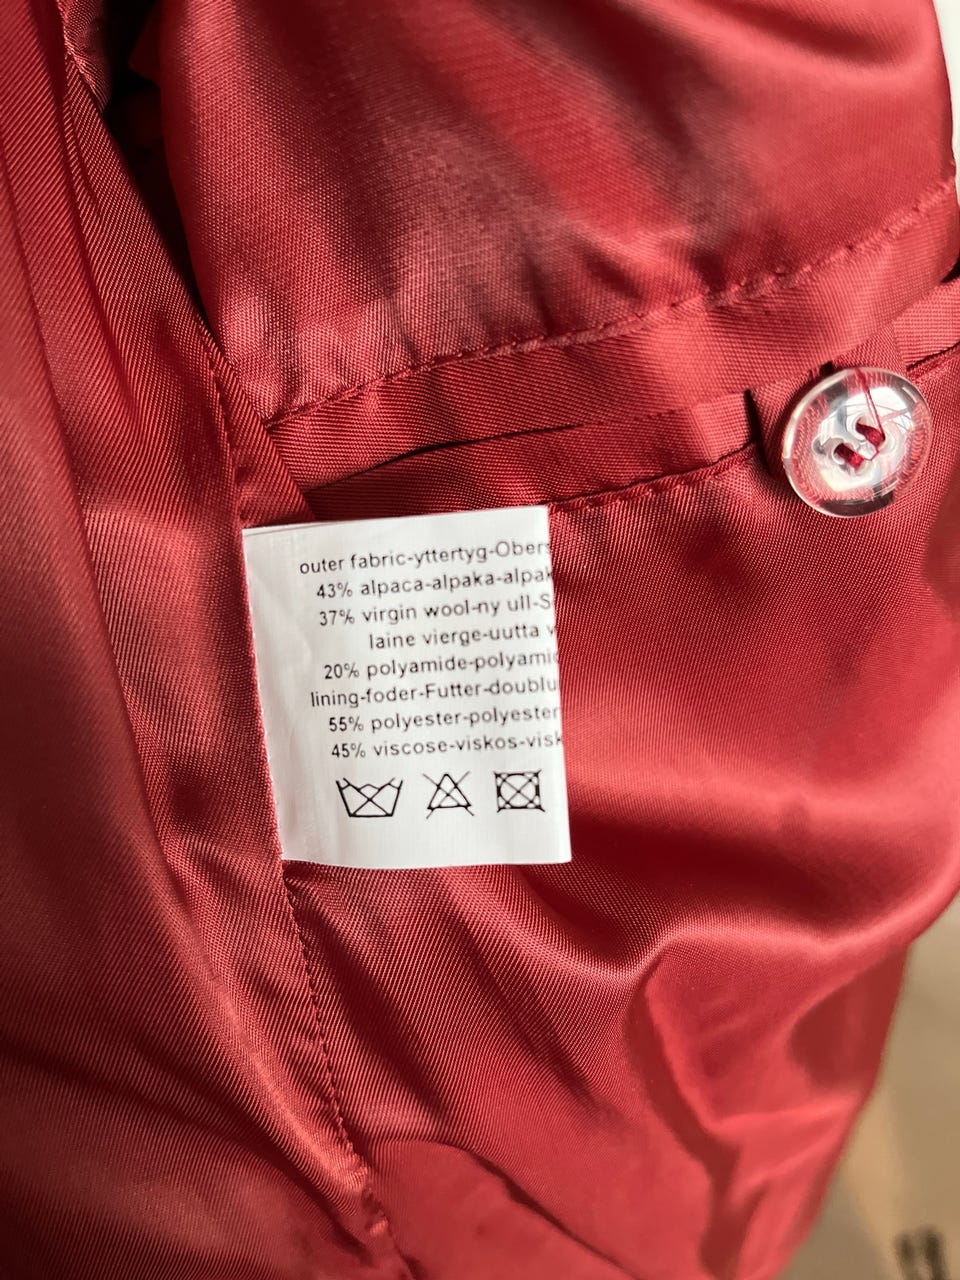 outer fabric-yttertyg-Obers
43% alpaca-alpaka-alpak
37% virgin wool-ny ull-S
laine vierge-uutta v
20% polyamide-polyamid
lining-foder-Futter-doublu
55% polyester-polyester
45% viscose-viskos-visk